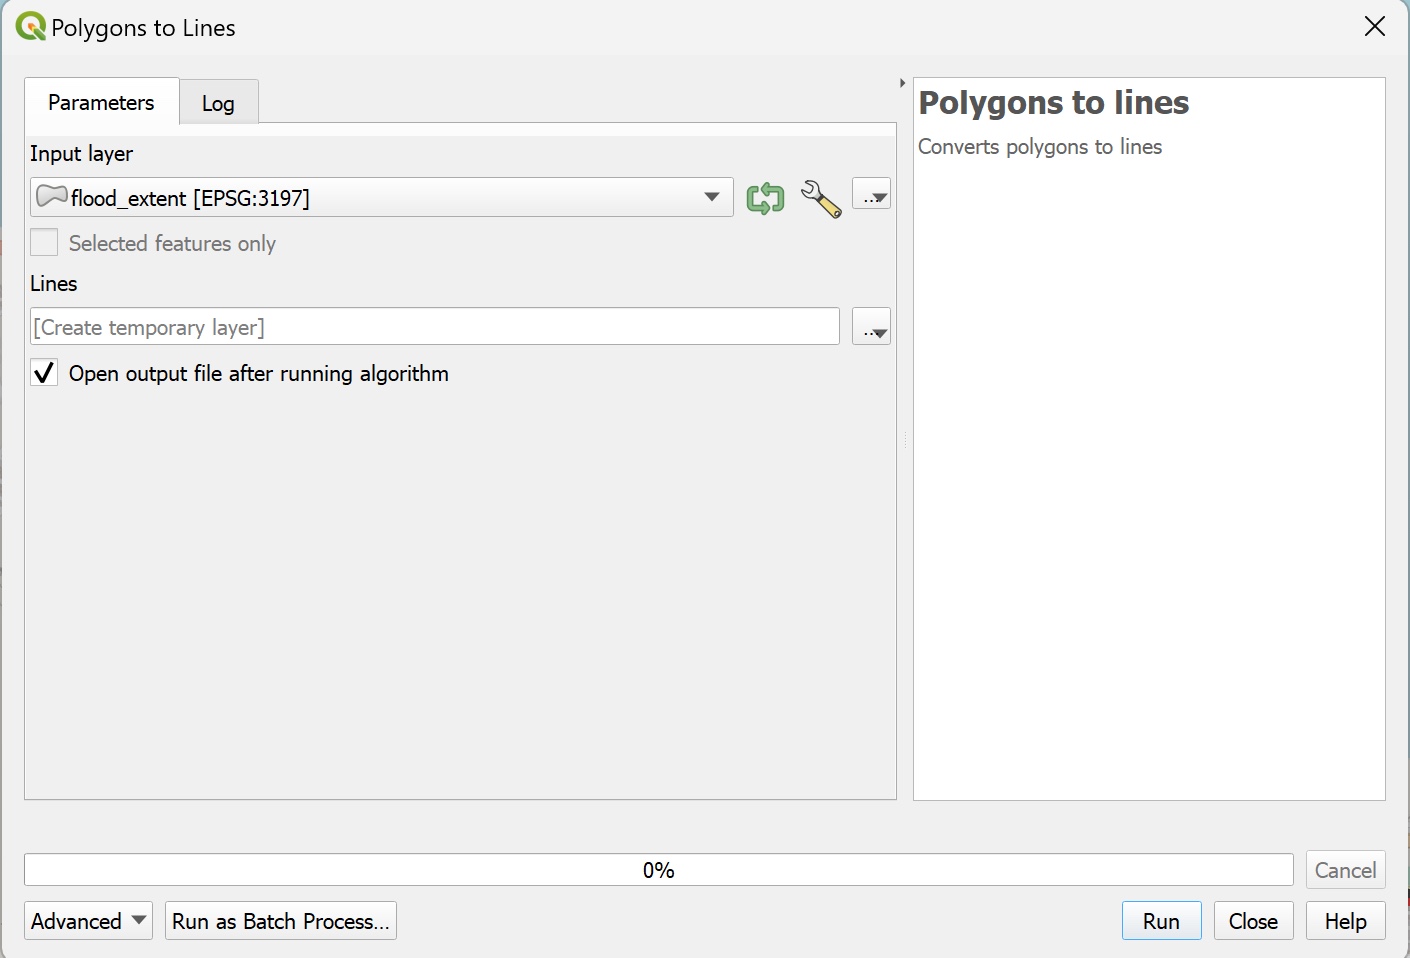 Polygons to Lines
Parameters
Log
Input layer
flood_extent [EPSG:3197]
...
Selected features only
Lines
[Create temporary layer]
...
Open output file after running algorithm
Polygons to lines
Converts polygons to lines
0%
Cancel
Advanced
Run as Batch Process...
Run
Close
Help